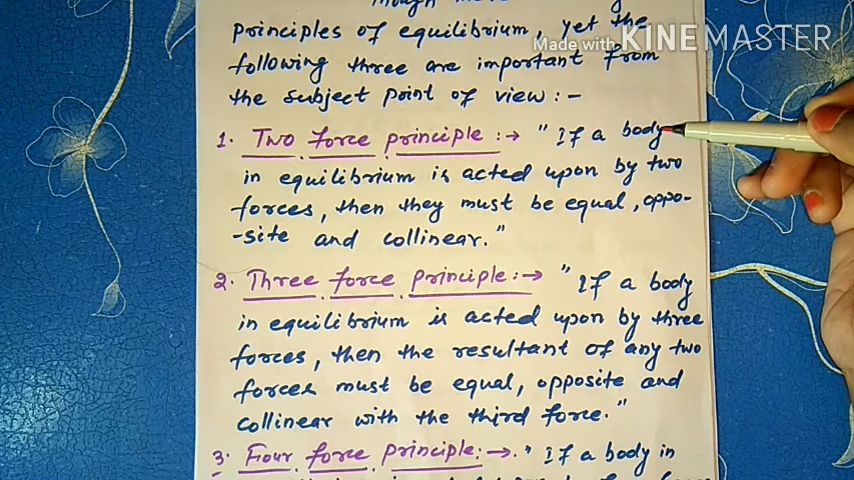 principles of equilibrium, yet the
Made with KINEMASTER
following three are important from
the subject point of view :-
1. Two force principle :→ "If a body
in equilibrium is acted upon by two
forces, then they must be equal, oppo-
-site and collinear."
2. Three force principle :→ "If a body
in equilibrium is acted upon by three
forces, then the resultant of any two
forces must be equal, opposite and
collinear with the third force."
3. Four force principle :→ "If a body in